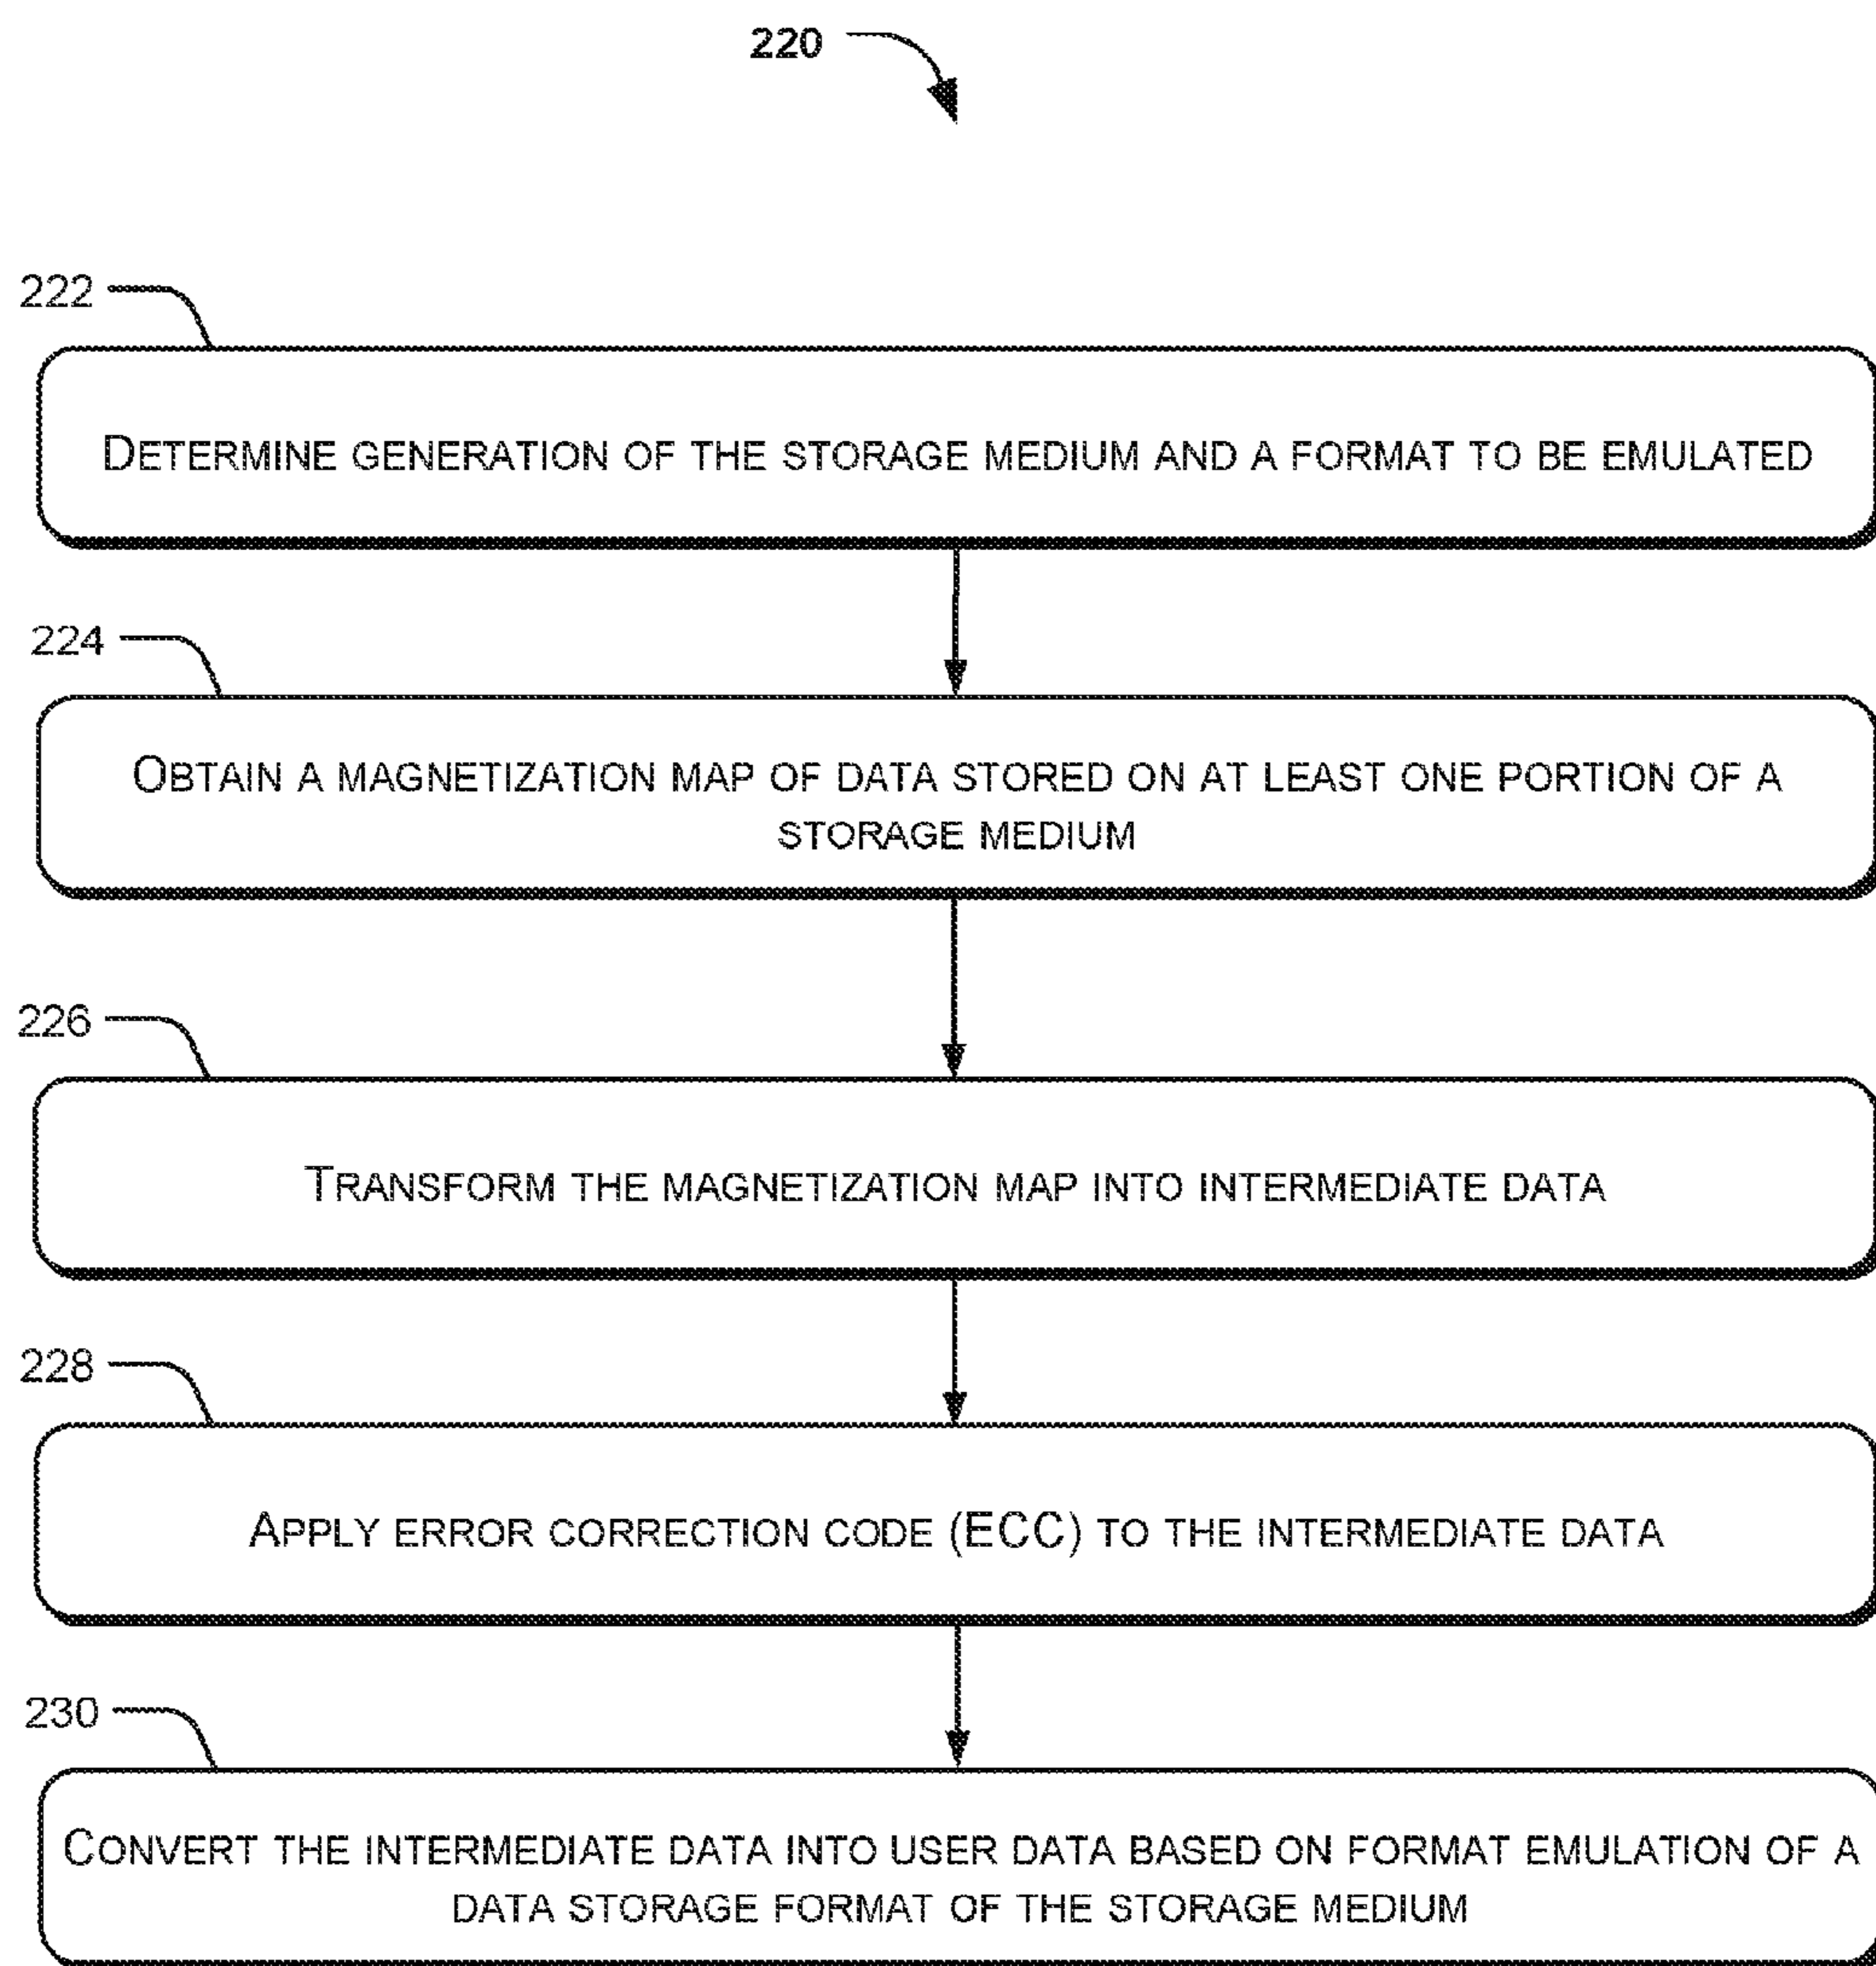 220
222
DETERMINE GENERATION OF THE STORAGE MEDIUM AND A FORMAT TO BE EMULATED
224
OBTAIN A MAGNETIZATION MAP OF DATA STORED ON AT LEAST ONE PORTION OF A
STORAGE MEDIUM
226
TRANSFORM THE MAGNETIZATION MAP INTO INTERMEDIATE DATA
228
APPLY ERROR CORRECTION CODE (ECC) TO THE INTERMEDIATE DATA
230
CONVERT THE INTERMEDIATE DATA INTO USER DATA BASED ON FORMAT EMULATION OF A
DATA STORAGE FORMAT OF THE STORAGE MEDIUM